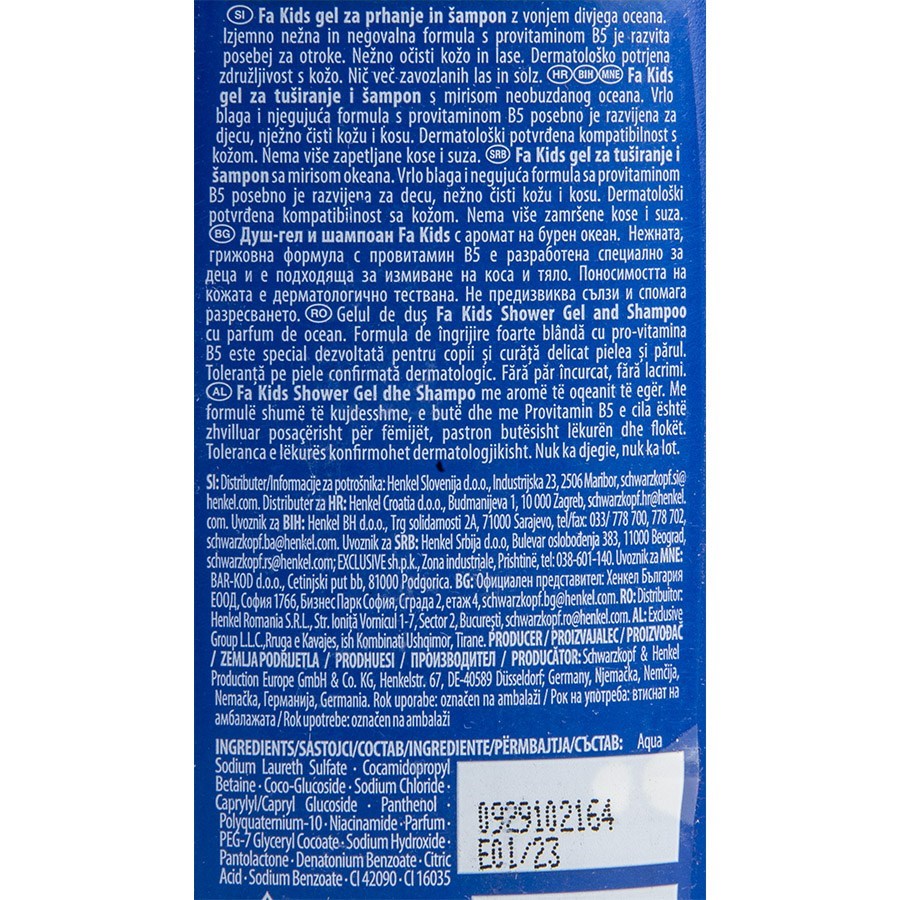 SI Fa Kids gel za prhanje in šampon z vonjem divjega oceana.
Izjemno nežna in negovalna formula s provitaminom B5 je razvita
posebej za otroke. Nežno očisti kožo in lase. Dermatološko potrjena
združljivost s kožo. Nič več zavozlanih las in solz. HR BIH MNE Fa Kids
gel za tuširanje i šampon s mirisom neobuzdanog oceana. Vrlo
blaga i njegujuća formula s provitaminom B5 posebno je razvijena za
djecu, nježno čisti kožu i kosu. Dermatološki potvrđena kompatibilnost s
kožom. Nema više zapetljane kose i suza. SRB Fa Kids gel za tuširanje i
šampon sa mirisom okeana. Vrlo blaga i negujuća formula sa provitaminom
B5 posebno je razvijena za decu, nežno čisti kožu i kosu. Dermatološki
potvrđena kompatibilnost sa kožom. Nema više zamršene kose i suza.
BG Душ-гел и шампоан Fa Kids с аромат на бурен океан. Нежната,
грижовна формула с провитамин B5 е разработена специално за
деца и е подходяща за измиване на коса и тяло. Поносимостта на
кожата е дерматологично тествана. Не предизвиква сълзи и спомага
разресването. RO Gelul de duș Fa Kids Shower Gel and Shampoo
cu parfum de ocean. Formula de îngrijire foarte blândă cu pro-vitamina
B5 este special dezvoltată pentru copii și curăță delicat pielea și părul.
Toleranță pe piele confirmată dermatologic. Fără păr încurcat, fără lacrimi.
AL Fa Kids Shower Gel dhe Shampo me aromë të oqeanit të egër. Me
formulë shumë të kujdesshme, e butë dhe me Provitamin B5 e cila është
zhvilluar posaçërisht për fëmijët, pastron butësisht lëkurën dhe flokët.
Toleranca e lëkurës konfirmohet dermatologjikisht. Nuk ka djegie, nuk ka lot.
SI: Distributer/Informacije za potrošnika: Henkel Slovenija d.o.o., Industrijska 23, 2506 Maribor, schwarzkopf.si@
henkel.com. Distributer za HR: Henkel Croatia d.o.o., Budmanijeva 1, 10 000 Zagreb, schwarzkopf.hr@henkel.
com. Uvoznik za BIH: Henkel BH d.o.o., Trg solidarnosti 2A, 71000 Sarajevo, tel/fax: 033/ 778 700, 778 702,
schwarzkopf.ba@henkel.com. Uvoznik za SRB: Henkel Srbija d.o.o, Bulevar oslobođenja 383, 11000 Beograd,
schwarzkopf.rs@henkel.com; EXCLUSIVE sh.p.k., Zona industriale, Prishtinë, tel: 038-601-140. Uvoznik za MNE:
BAR-KOD d.o.o., Cetinjski put bb, 81000 Podgorica. BG: Официален представител: Хенкел България
ЕООД, София 1766, Бизнес Парк София, Сграда 2, етаж 4, schwarzkopf.bg@henkel.com. RO: Distribuitor:
Henkel Romania S.R.L., Str. Ioniță Vornicul 1-7, Sector 2, București, schwarzkopf.ro@henkel.com. AL: Exclusive
Group L.L.C.,Rruga e Kavajes, ish Kombinati Ushqimor, Tirane. PRODUCER / PROIZVAJALEC / PROIZVOĐAČ
/ ZEMLJA PODRIJETLA / PRODHUESI / ПРОИЗВОДИТЕЛ / PRODUCĂTOR: Schwarzkopf & Henkel
Production Europe GmbH & Co. KG, Henkelstr. 67, DE-40589 Düsseldorf; Germany, Njemačka, Nemčija,
Nemačka, Германија, Germania. Rok uporabe: označen na ambalaži / Рок на употреба: втиснат на
амбалажата / Rok upotrebe: označen na ambalaži
INGREDIENTS/SASTOJCI/СОСТАВ/INGREDIENTE/PËRMBAJTJA/СЪСТАВ: Aqua
Sodium Laureth Sulfate · Cocamidopropyl
Betaine · Coco-Glucoside · Sodium Chloride ·
Caprylyl/Capryl Glucoside · Panthenol ·
Polyquaternium-10 · Niacinamide · Parfum ·
PEG-7 Glyceryl Cocoate · Sodium Hydroxide ·
Pantolactone · Denatonium Benzoate · Citric
Acid · Sodium Benzoate · CI 42090 · CI 16035
0929102164
E01/23